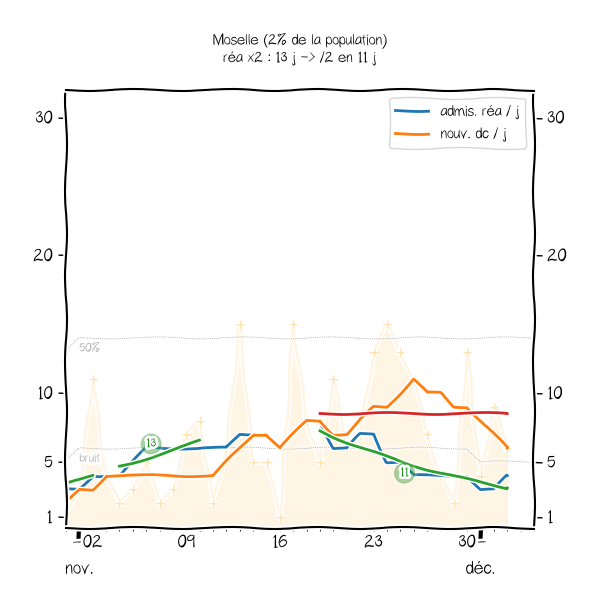 Moselle (2% de la population)
réa x2 : 13 j -> /2 en 11 j
admis. réa / j
nouv. dc / j
30
30
20
20
50%
10
10
13
bruit
11
5
5
1
1
02
09
16
23
30
nov.
déc.